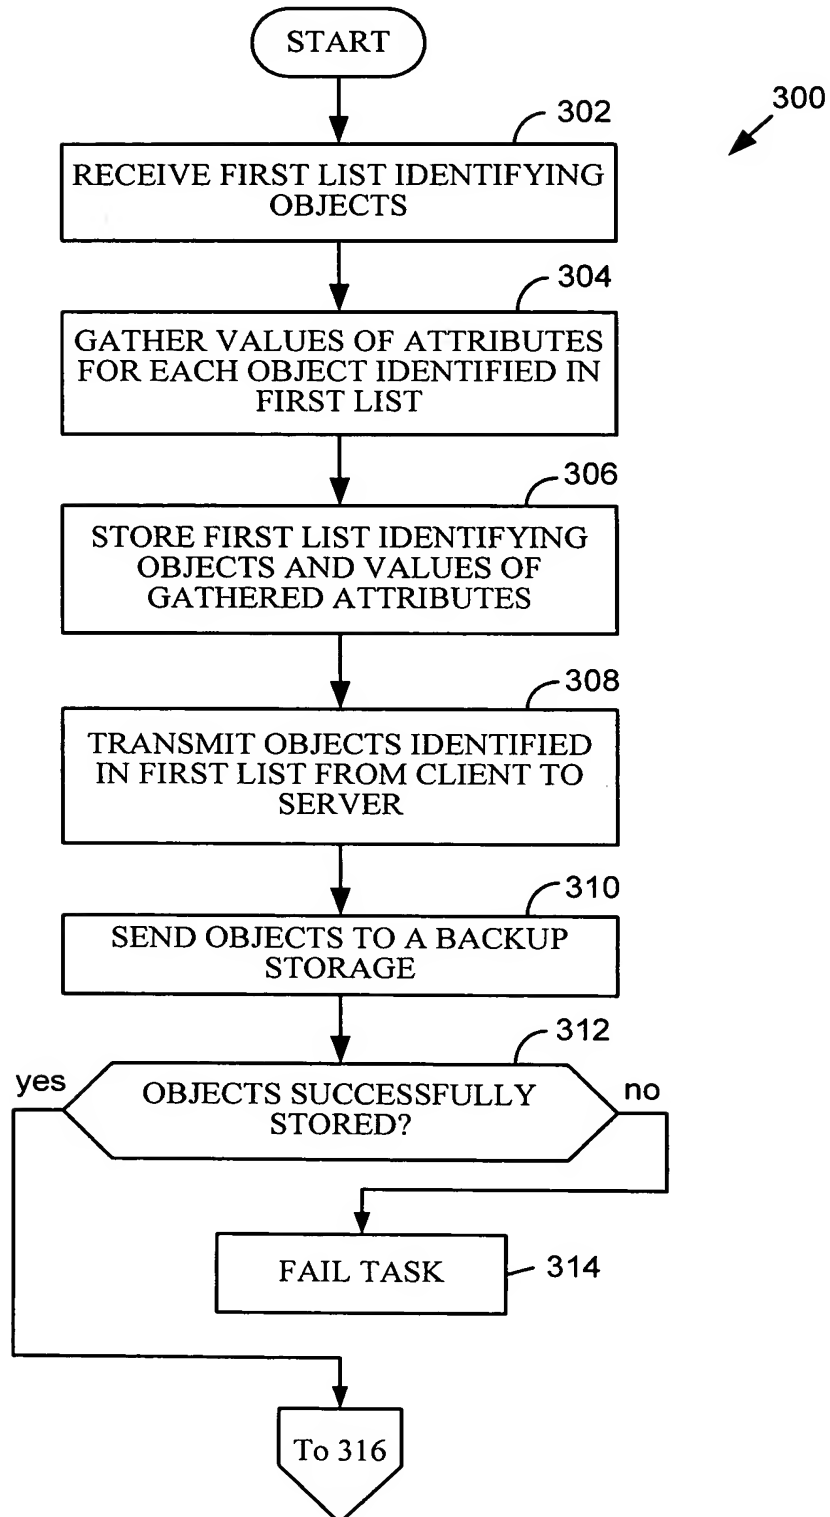 START
300
302
RECEIVE FIRST LIST IDENTIFYING
OBJECTS
304
GATHER VALUES OF ATTRIBUTES
FOR EACH OBJECT IDENTIFIED IN
FIRST LIST
306
STORE FIRST LIST IDENTIFYING
OBJECTS AND VALUES OF
GATHERED ATTRIBUTES
308
TRANSMIT OBJECTS IDENTIFIED
IN FIRST LIST FROM CLIENT TO
SERVER
310
SEND OBJECTS TO A BACKUP
STORAGE
312
yes
OBJECTS SUCCESSFULLY
STORED?
no
FAIL TASK
314
To 316